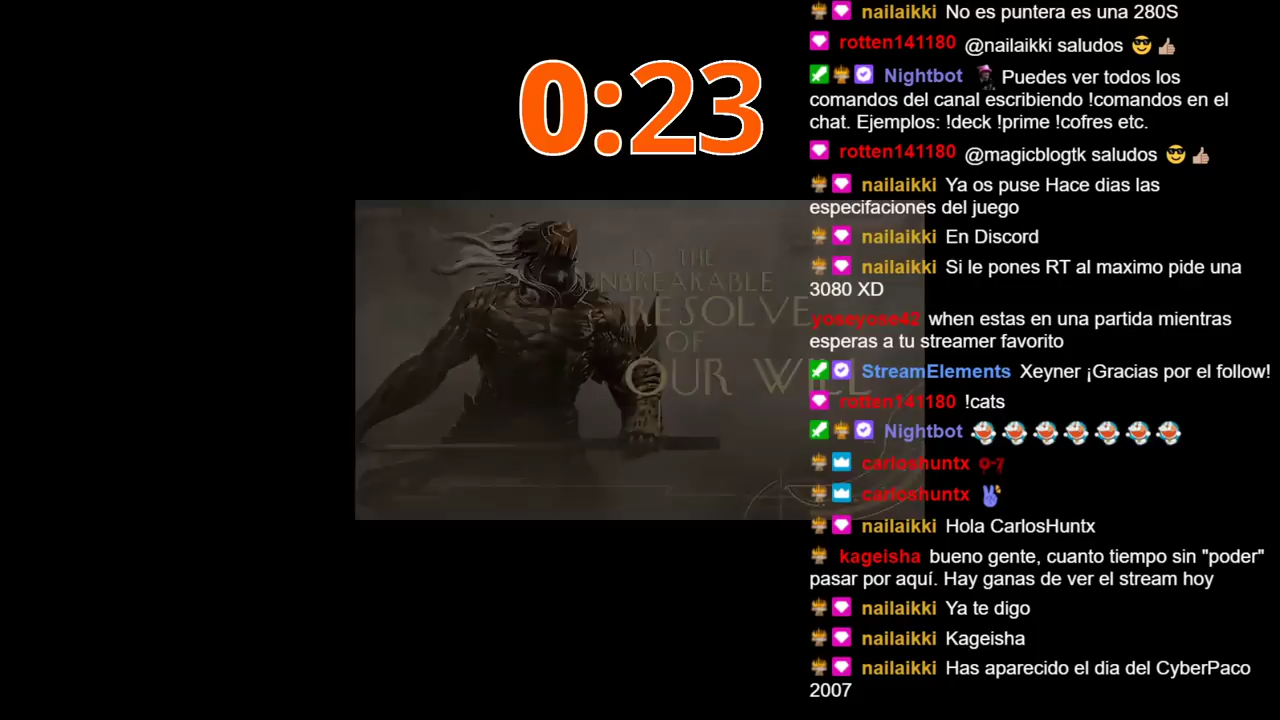 0:23
BY THE
UNBREAKABLE
RESOLVE
OF
OUR WILL
nailaikki No es puntera es una 280S
rotten141180 @nailaikki saludos 😎 👍🏼
Nightbot Puedes ver todos los
comandos del canal escribiendo !comandos en el
chat. Ejemplos: !deck !prime !cofres etc.
rotten141180 @magicblogtk saludos 😎 👍🏼
nailaikki Ya os puse Hace dias las
especifaciones del juego
nailaikki En Discord
nailaikki Si le pones RT al maximo pide una
3080 XD
yoseyose42 when estas en una partida mientras
esperas a tu streamer favorito
StreamElements Xeyner ¡Gracias por el follow!
rotten141180 !cats
Nightbot
carloshuntx
carloshuntx
nailaikki Hola CarlosHuntx
kageisha bueno gente, cuanto tiempo sin "poder"
pasar por aquí. Hay ganas de ver el stream hoy
nailaikki Ya te digo
nailaikki Kageisha
nailaikki Has aparecido el dia del CyberPaco
2007